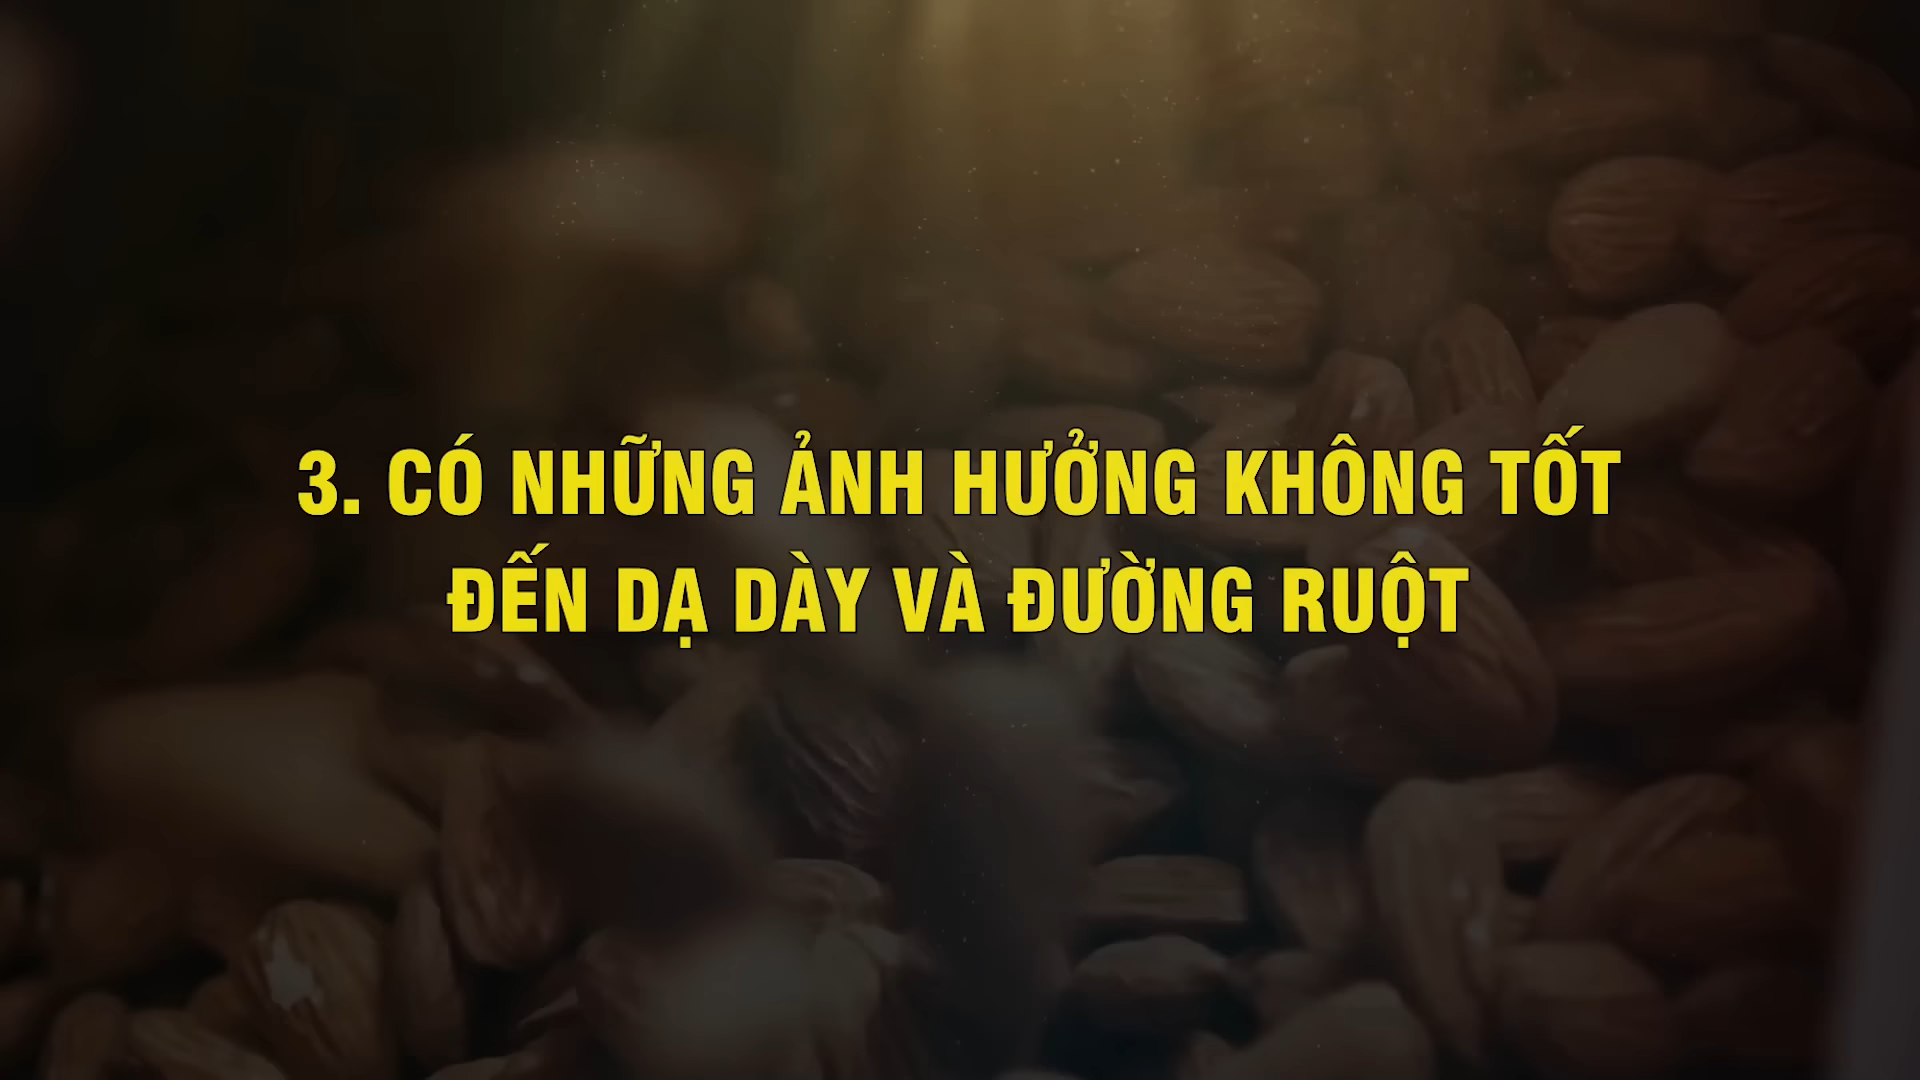 3. CÓ NHỮNG ẢNH HƯỞNG KHÔNG TỐT
ĐẾN DẠ DÀY VÀ ĐƯỜNG RUỘT